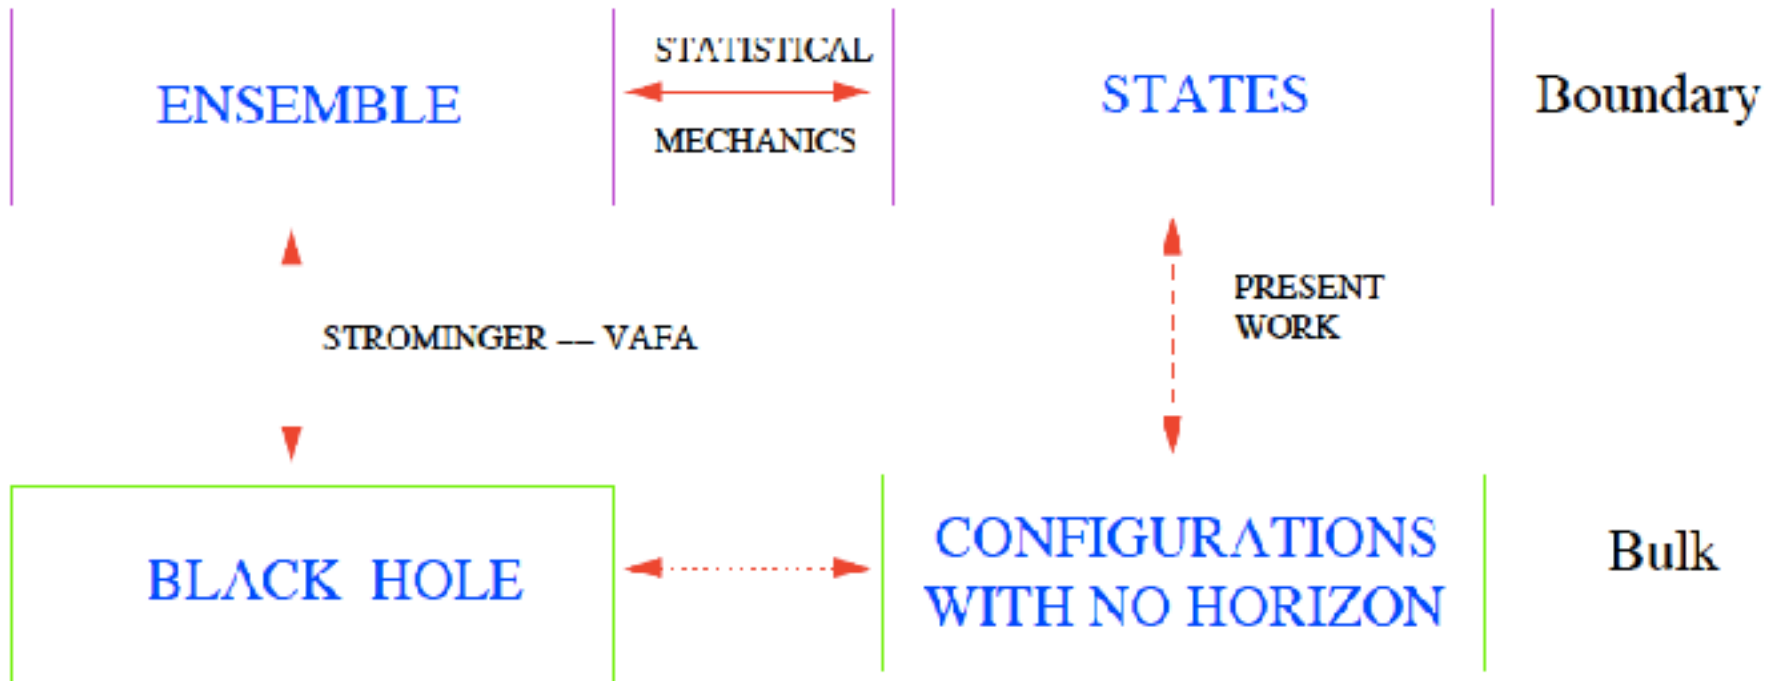 STATISTICAL
ENSEMBLE
STATES
Boundary
MECHANICS
PRESENT
WORK
STROMINGER –– VAFA
BLACK HOLE
CONFIGURATIONS
WITH NO HORIZON
Bulk